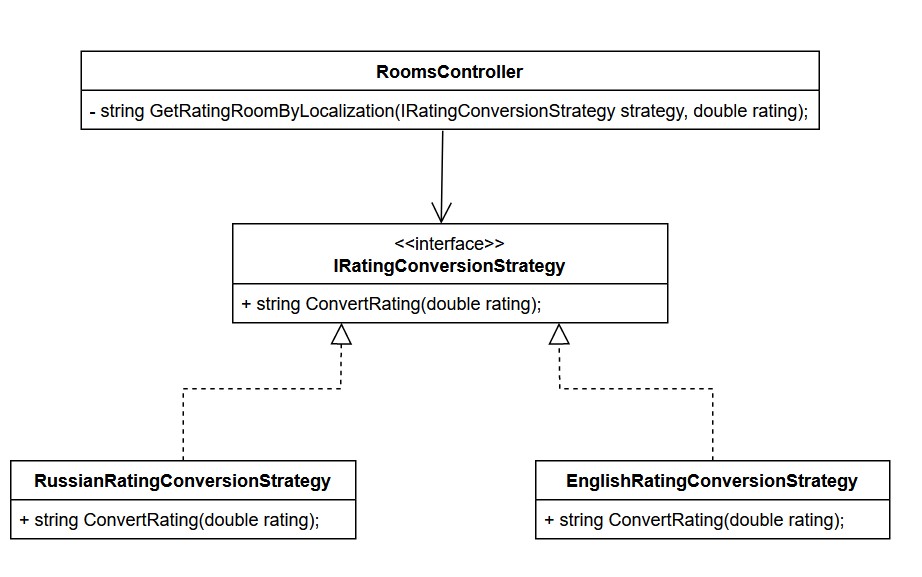 RoomsController
- string GetRatingRoomByLocalization(IRatingConversionStrategy strategy, double rating);
<<interface>>
IRatingConversionStrategy
+ string ConvertRating(double rating);
RussianRatingConversionStrategy
+ string ConvertRating(double rating);
EnglishRatingConversionStrategy
+ string ConvertRating(double rating);